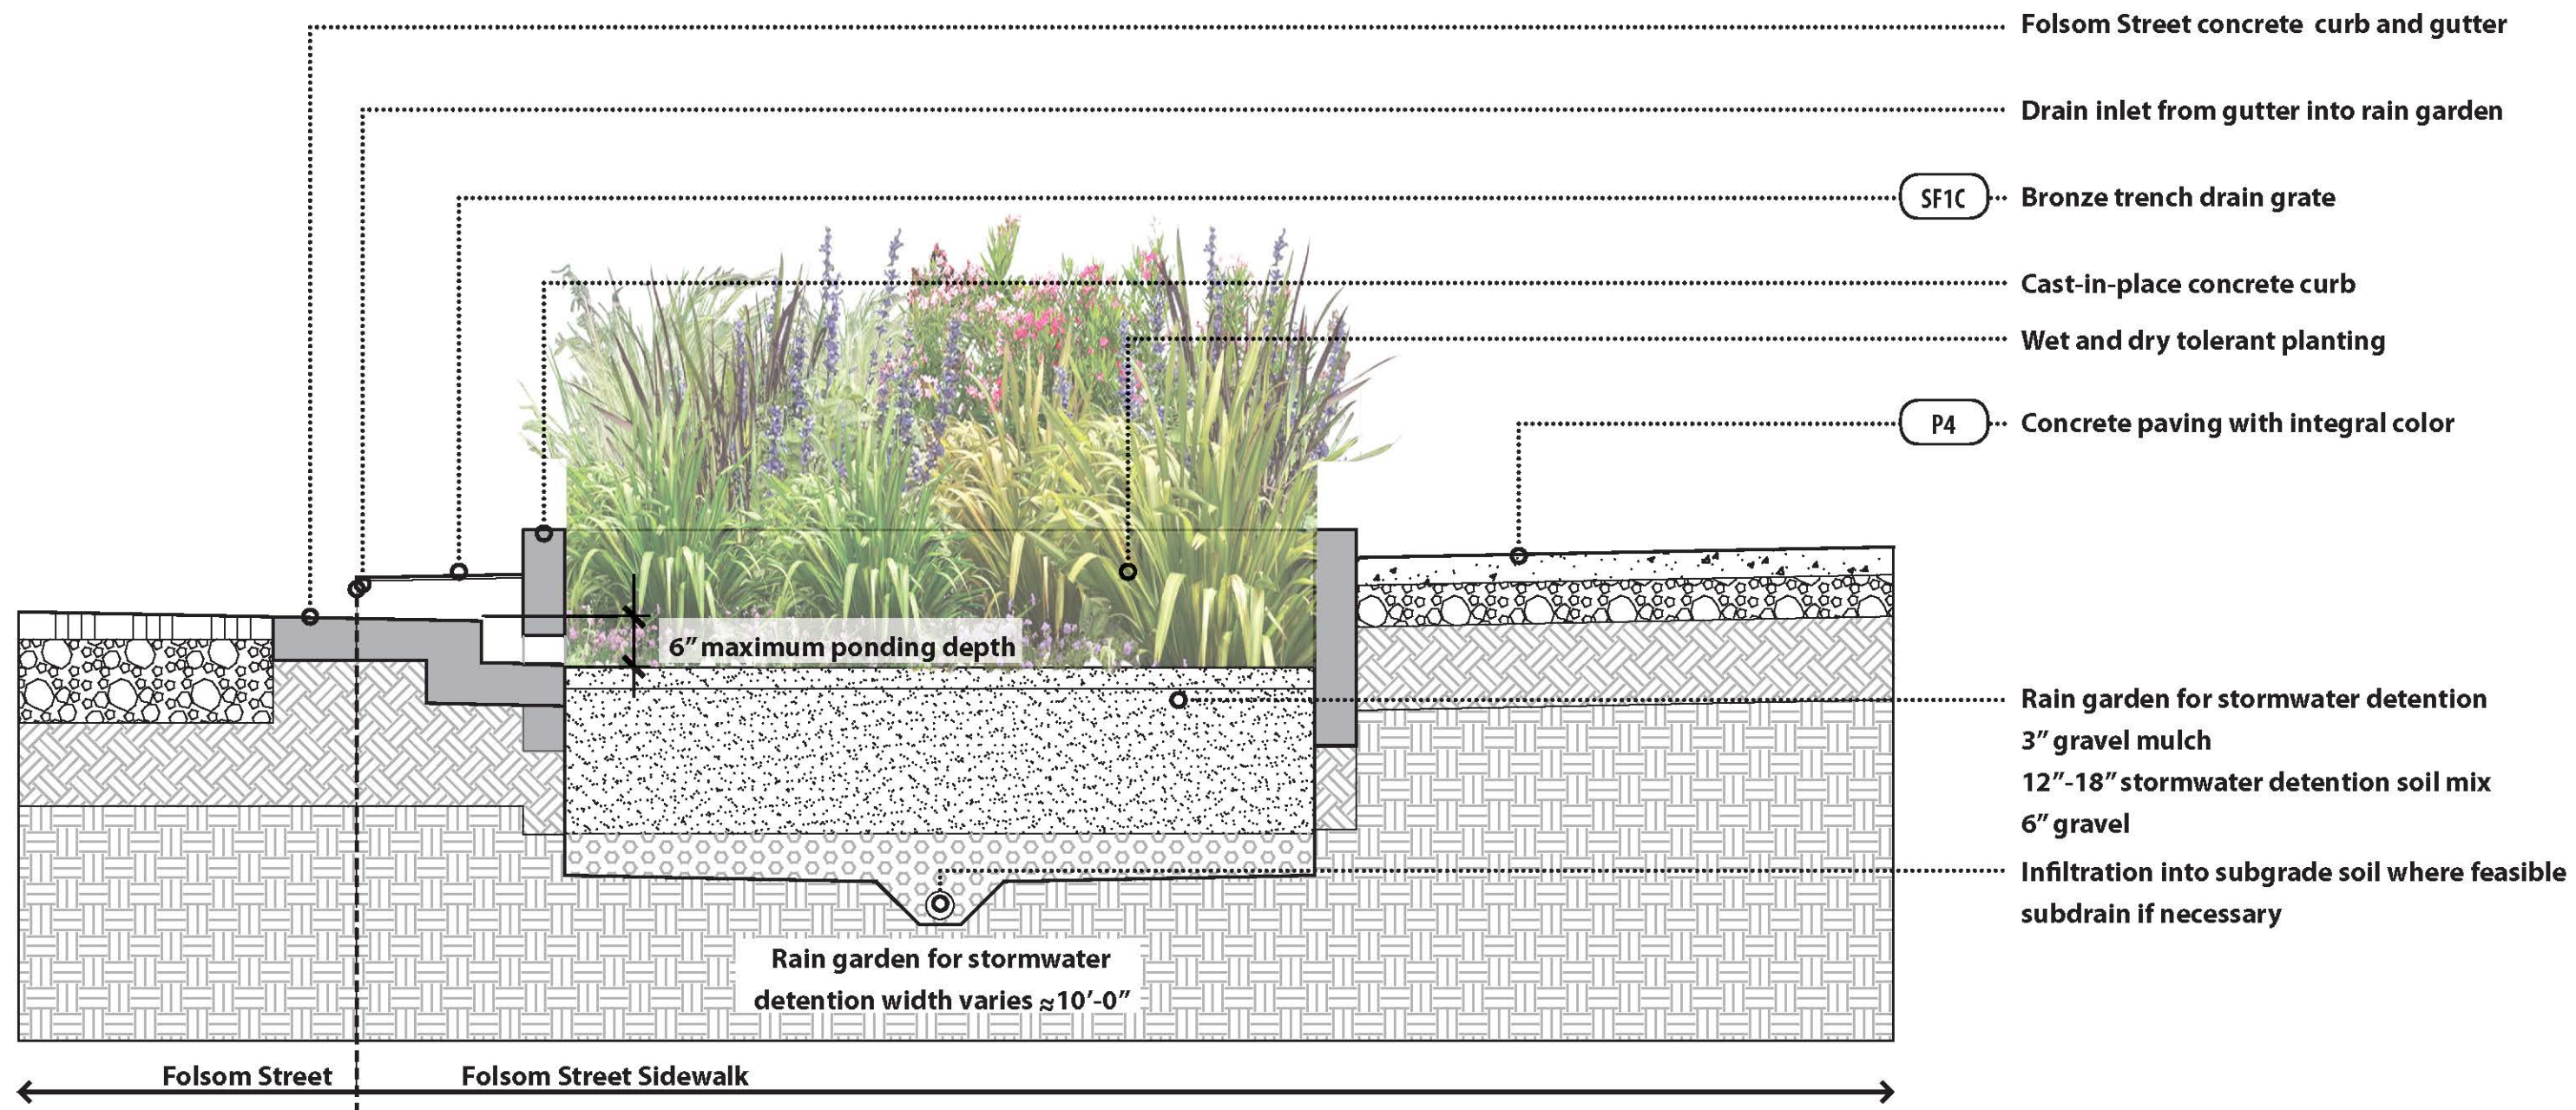 Folsom Street concrete curb and gutter
Drain inlet from gutter into rain garden
SF1C Bronze trench drain grate
Cast-in-place concrete curb
Wet and dry tolerant planting
P4 Concrete paving with integral color
6” maximum ponding depth
Rain garden for stormwater detention
3” gravel mulch
12”-18” stormwater detention soil mix
6” gravel
Infiltration into subgrade soil where feasible
subdrain if necessary
Rain garden for stormwater
detention width varies ≈10’-0”
Folsom Street
Folsom Street Sidewalk